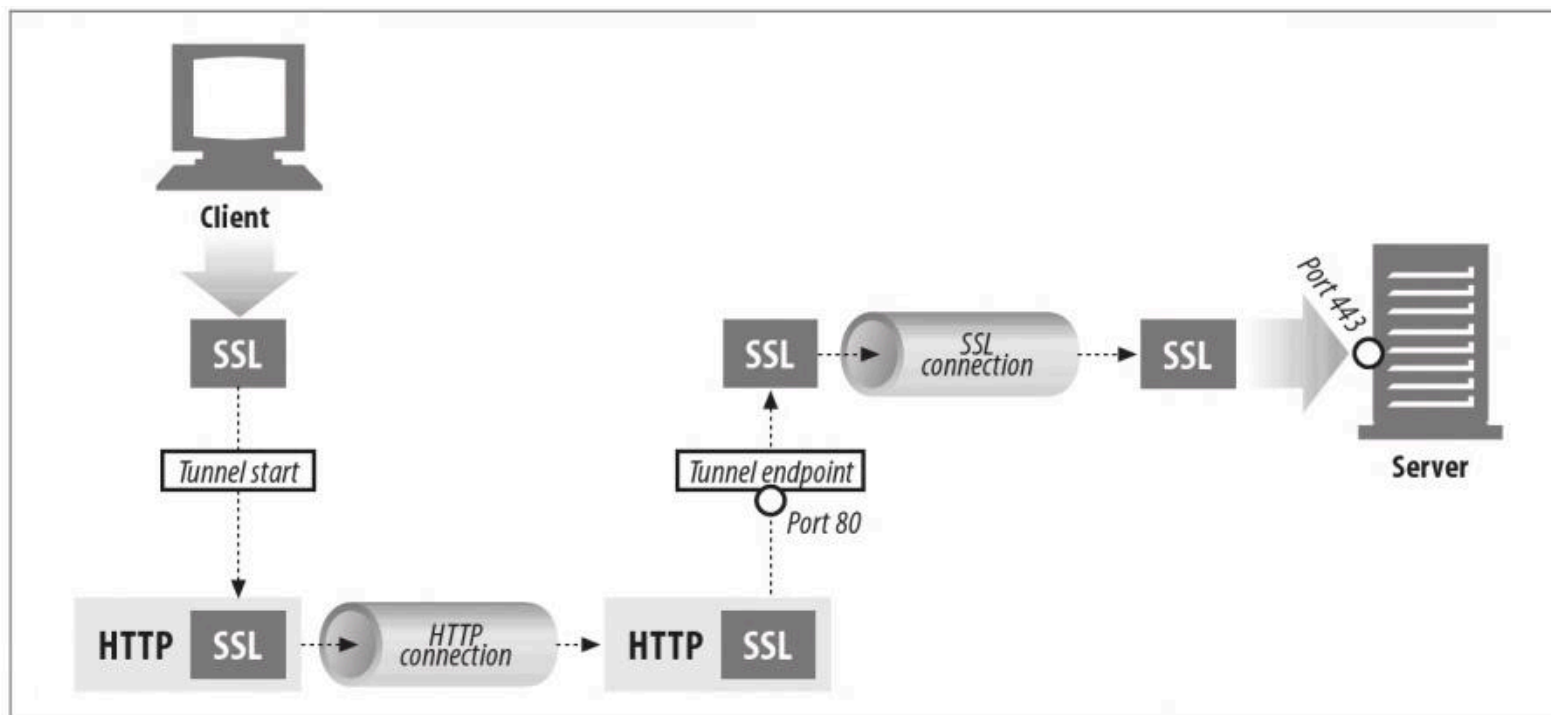 Client
SSL
Tunnel start
HTTP SSL
HTTP
connection
HTTP SSL
Tunnel endpoint
Port 80
SSL
SSL
connection
SSL
Port 443
Server